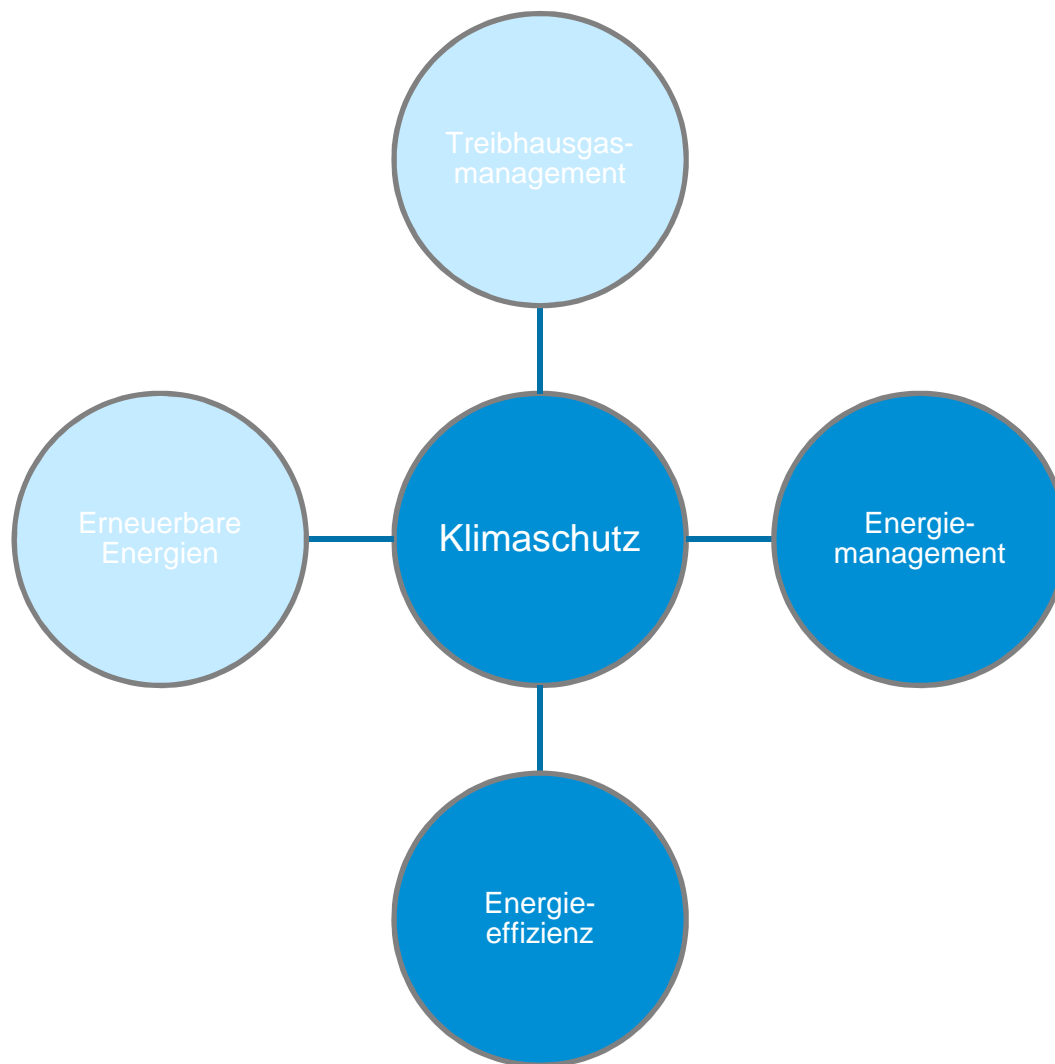 Treibhausgas-
management
Erneuerbare
Energien
Klimaschutz
Energie-
management
Energie-
effizienz